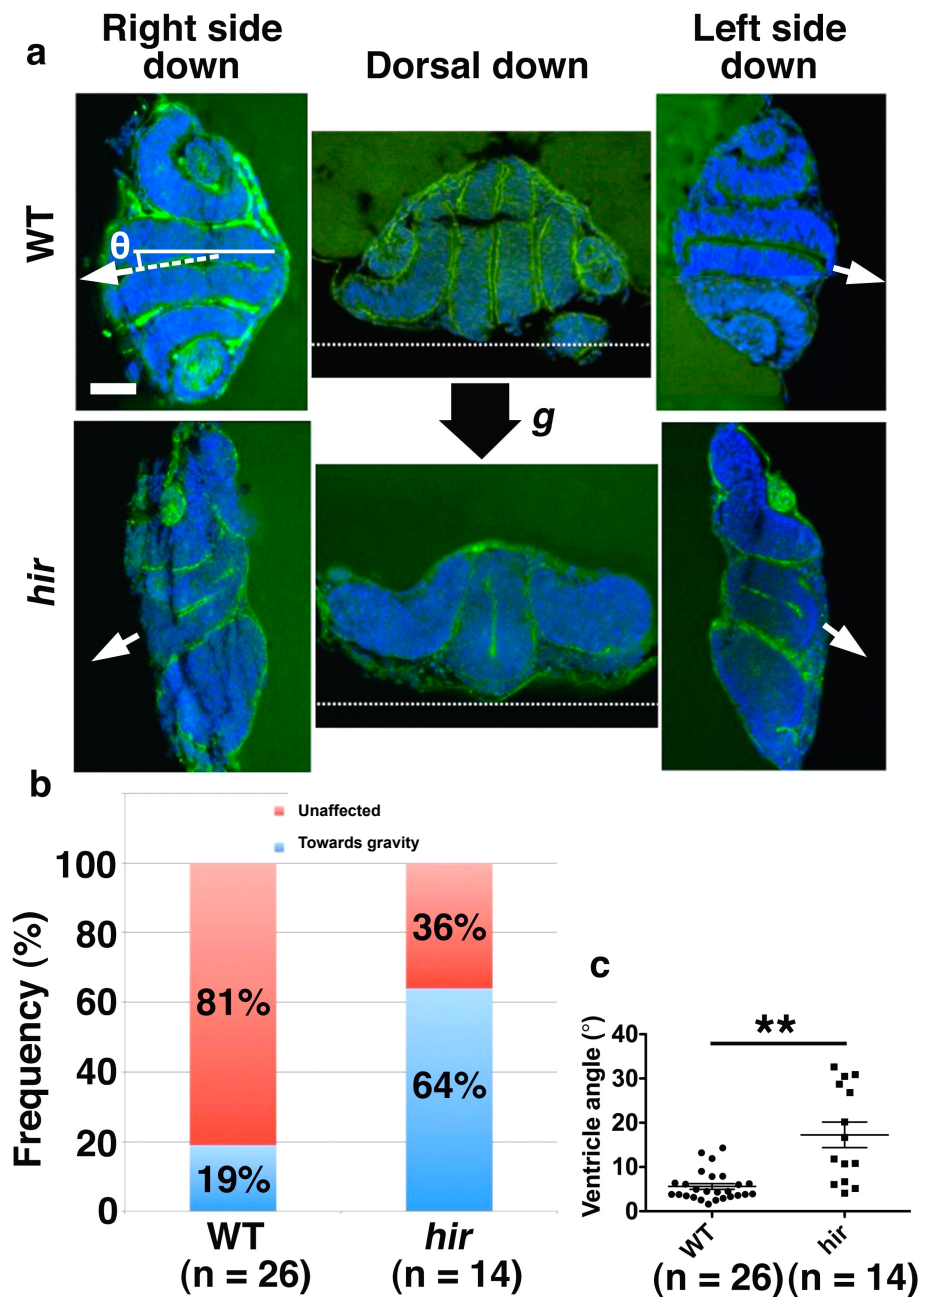 a
Right side
down
Dorsal down
Left side
down
WT
θ
g
hir
b
Unaffected
Towards gravity
Frequency (%)
100
80
60
40
20
0
81%
19%
36%
64%
WT
(n = 26)
hir
(n = 14)
c
**
Ventricle angle (°)
40
30
20
10
0
WT
(n = 26)
hir
(n = 14)